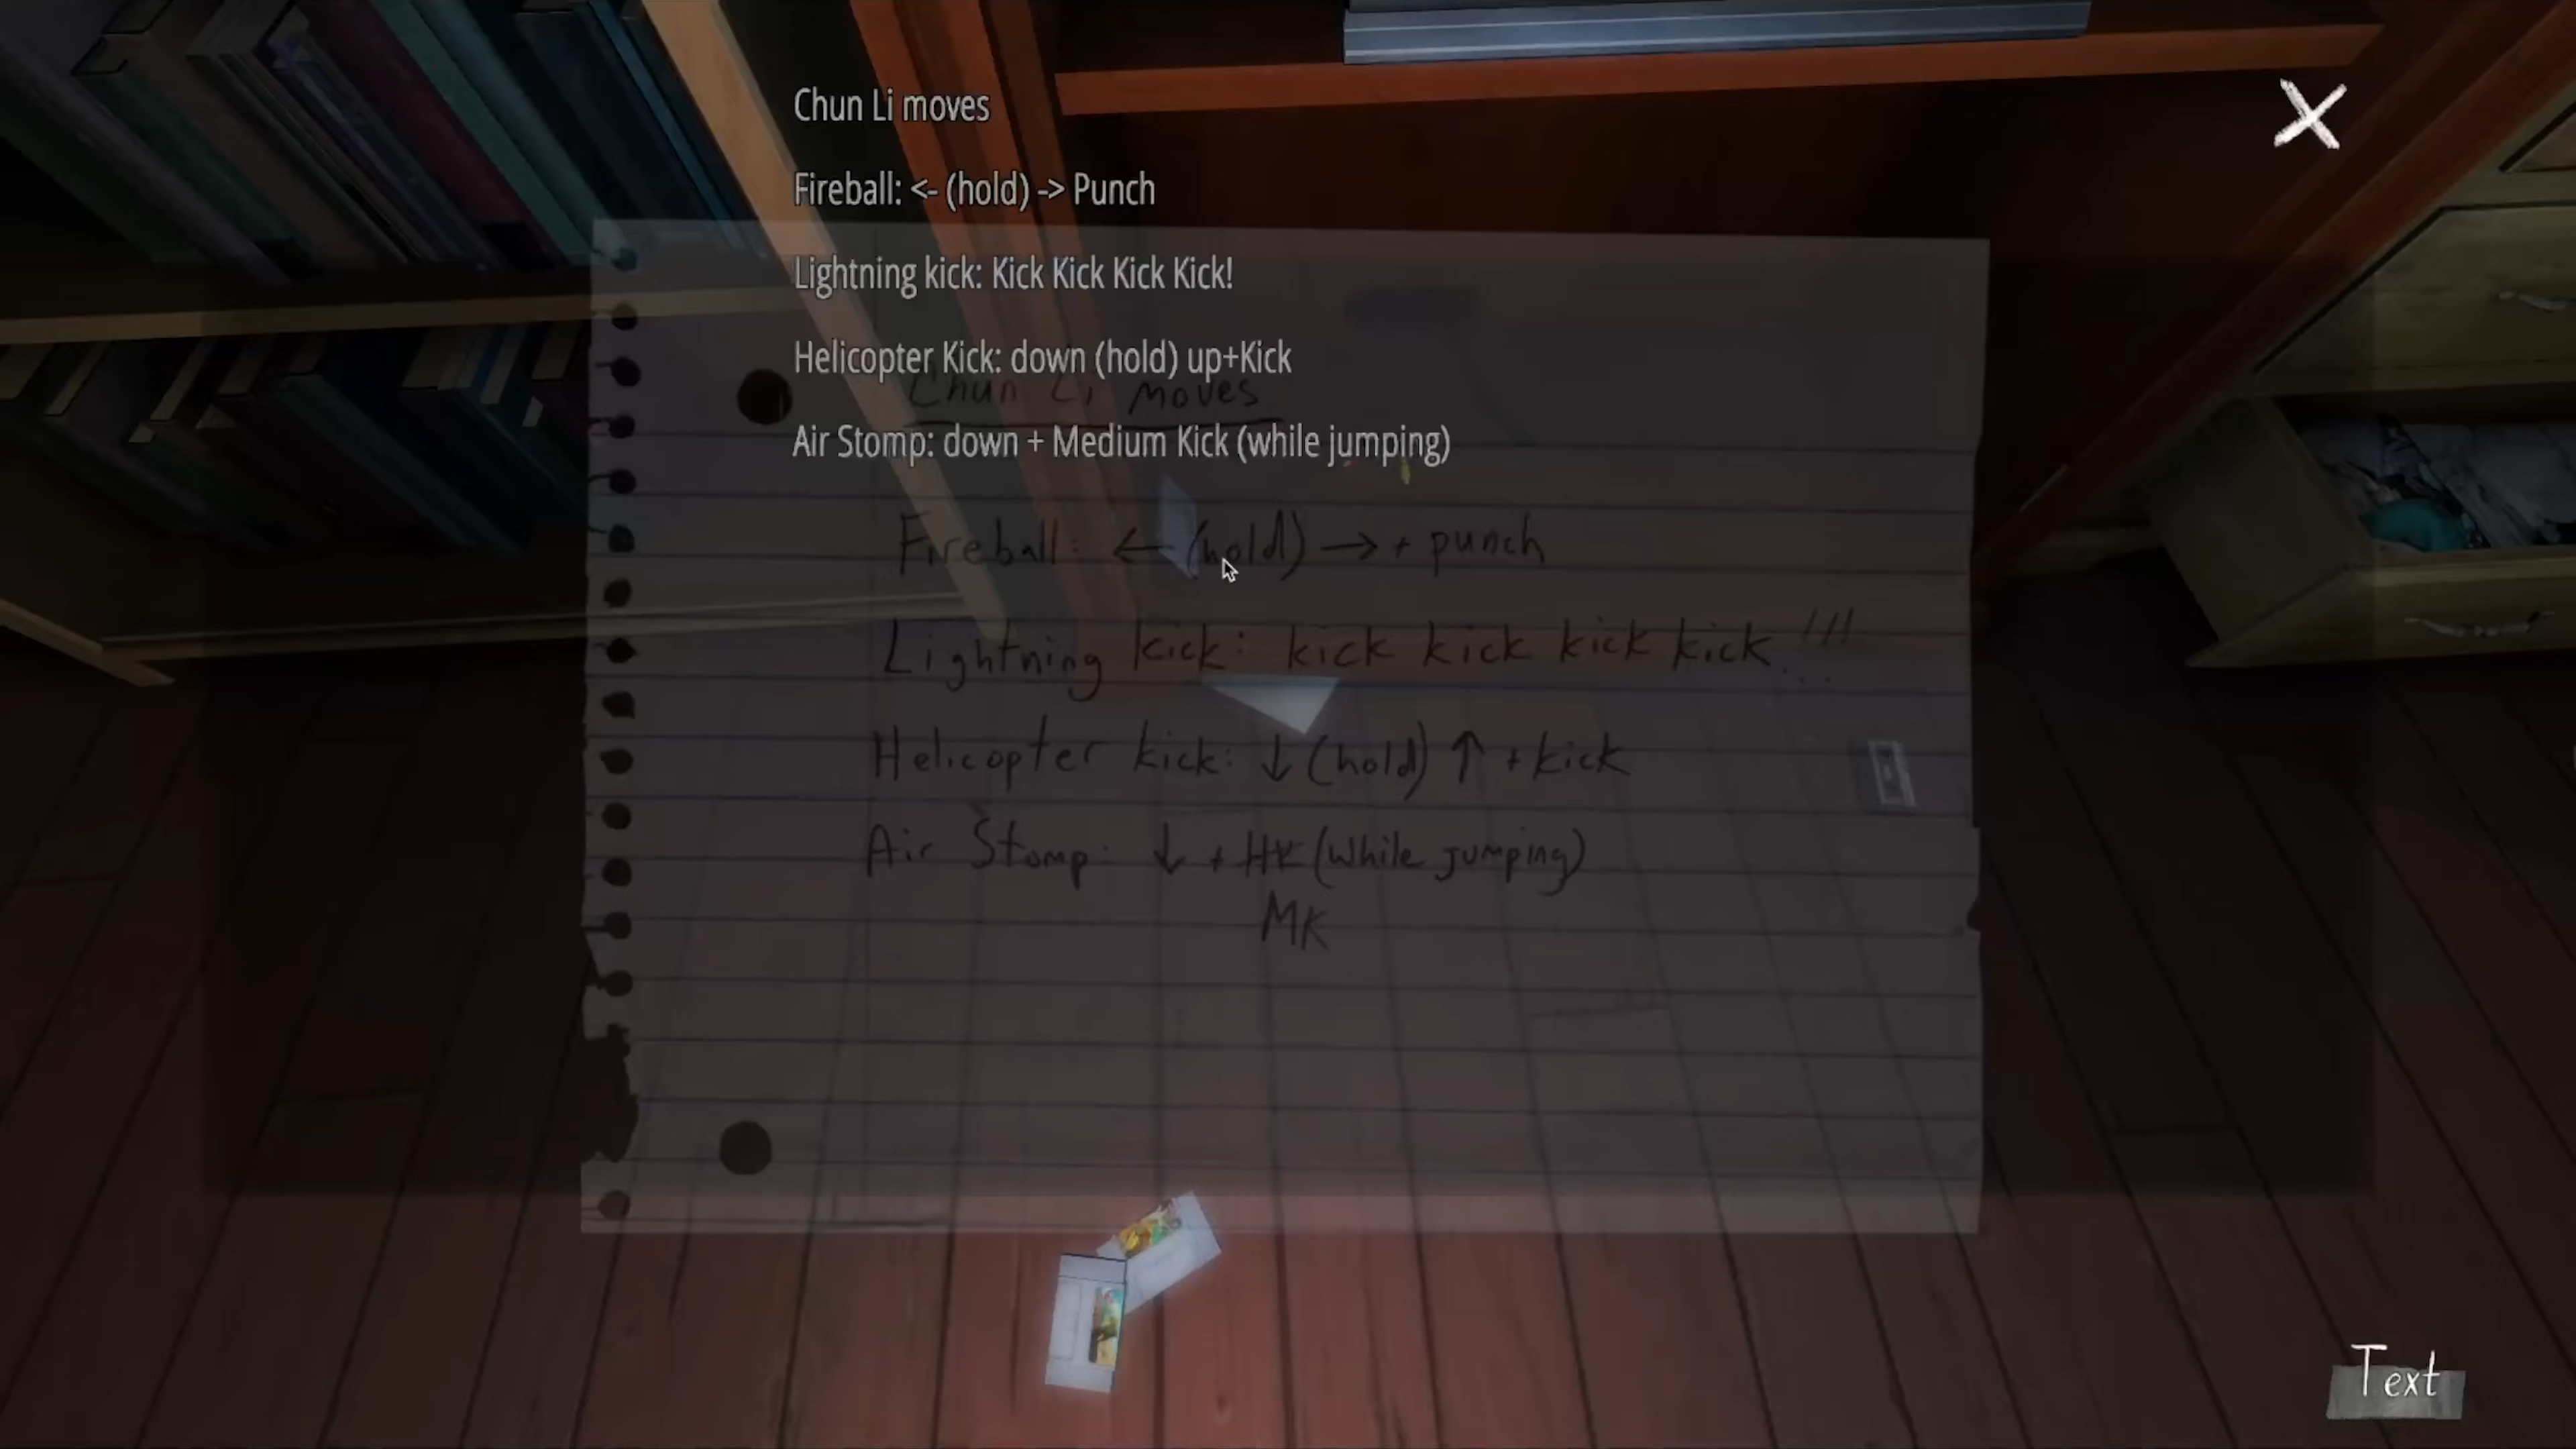 Chun Li moves
Fireball: <- (hold) -> Punch
Lightning kick: Kick Kick Kick Kick!
Helicopter Kick: down (hold) up+Kick
Air Stomp: down + Medium Kick (while jumping)
Chun Li moves
Fireball: ← (hold) → + punch
Lightning kick: kick kick kick kick!!!
Helicopter kick: ↓ (hold) ↑ + kick
Air Stomp: ↓ + HK (while jumping)
MK
Text